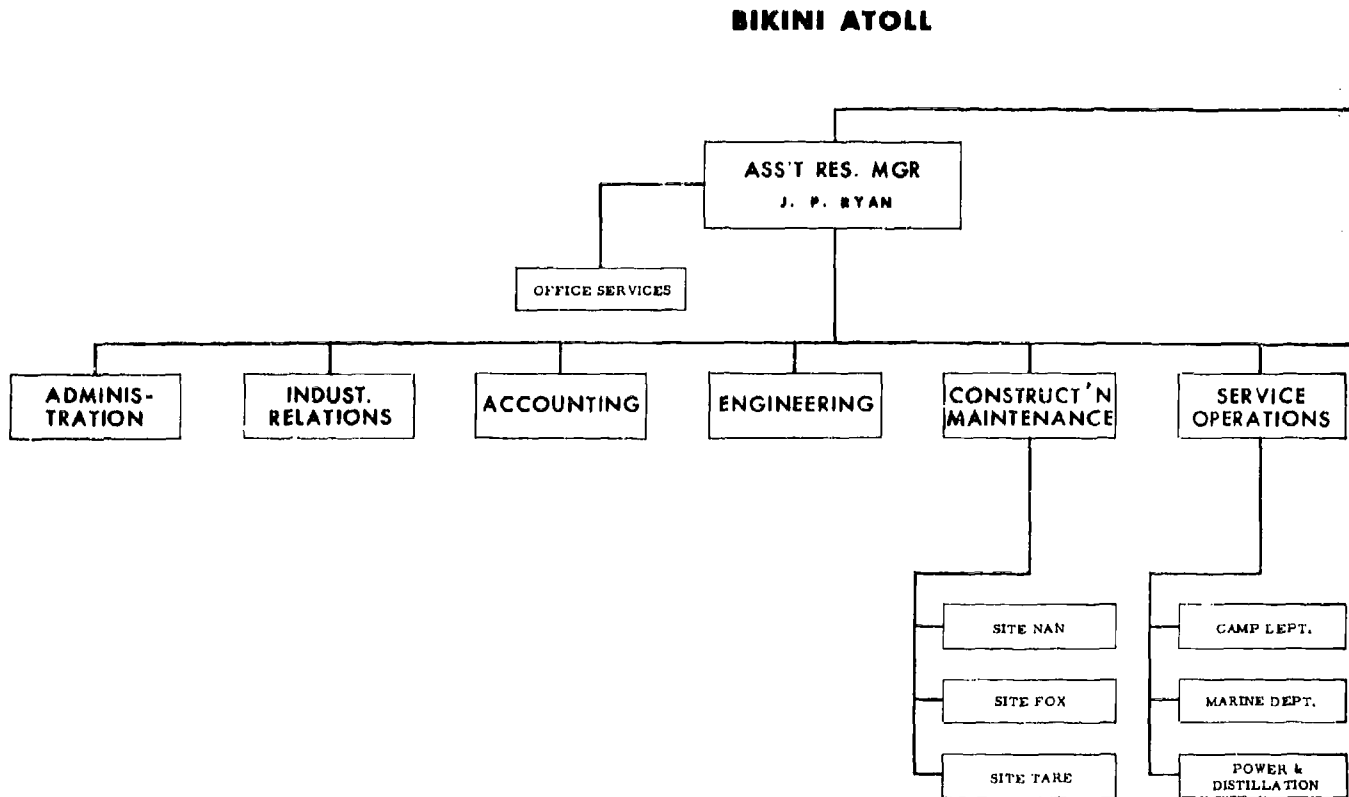 BIKINI ATOLL
ASS'T RES. MGR
J. P. RYAN
OFFICE SERVICES
ADMINIS-
TRATION
INDUST.
RELATIONS
ACCOUNTING
ENGINEERING
CONSTRUCT'N
MAINTENANCE
SERVICE
OPERATIONS
SITE NAN
SITE FOX
SITE TARE
CAMP DEPT.
MARINE DEPT.
POWER &
DISTILLATION